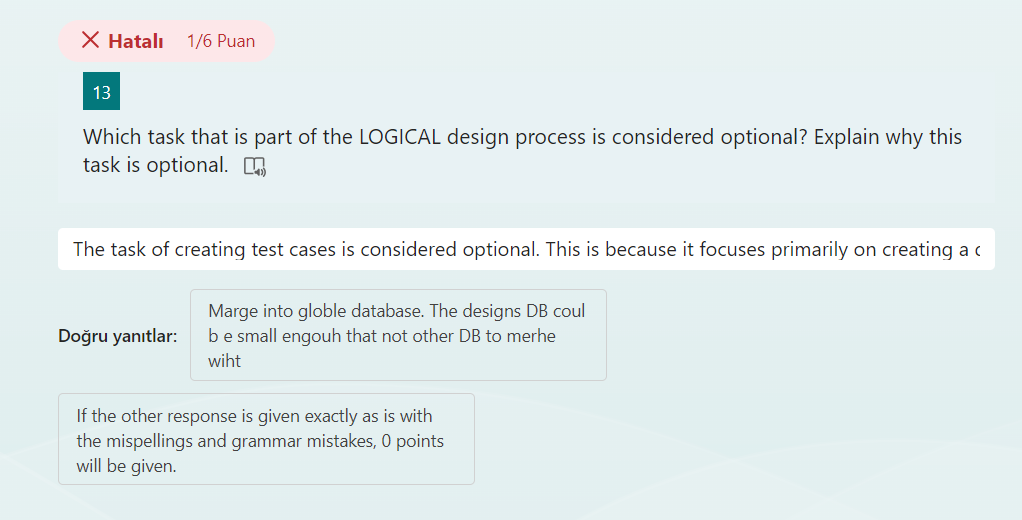 Hatalı 1/6 Puan
13
Which task that is part of the LOGICAL design process is considered optional? Explain why this
task is optional.
The task of creating test cases is considered optional. This is because it focuses primarily on creating a c
Doğru yanıtlar:
Marge into globle database. The designs DB coul
b e small engouh that not other DB to merhe
wiht
If the other response is given exactly as is with
the mispellings and grammar mistakes, 0 points
will be given.